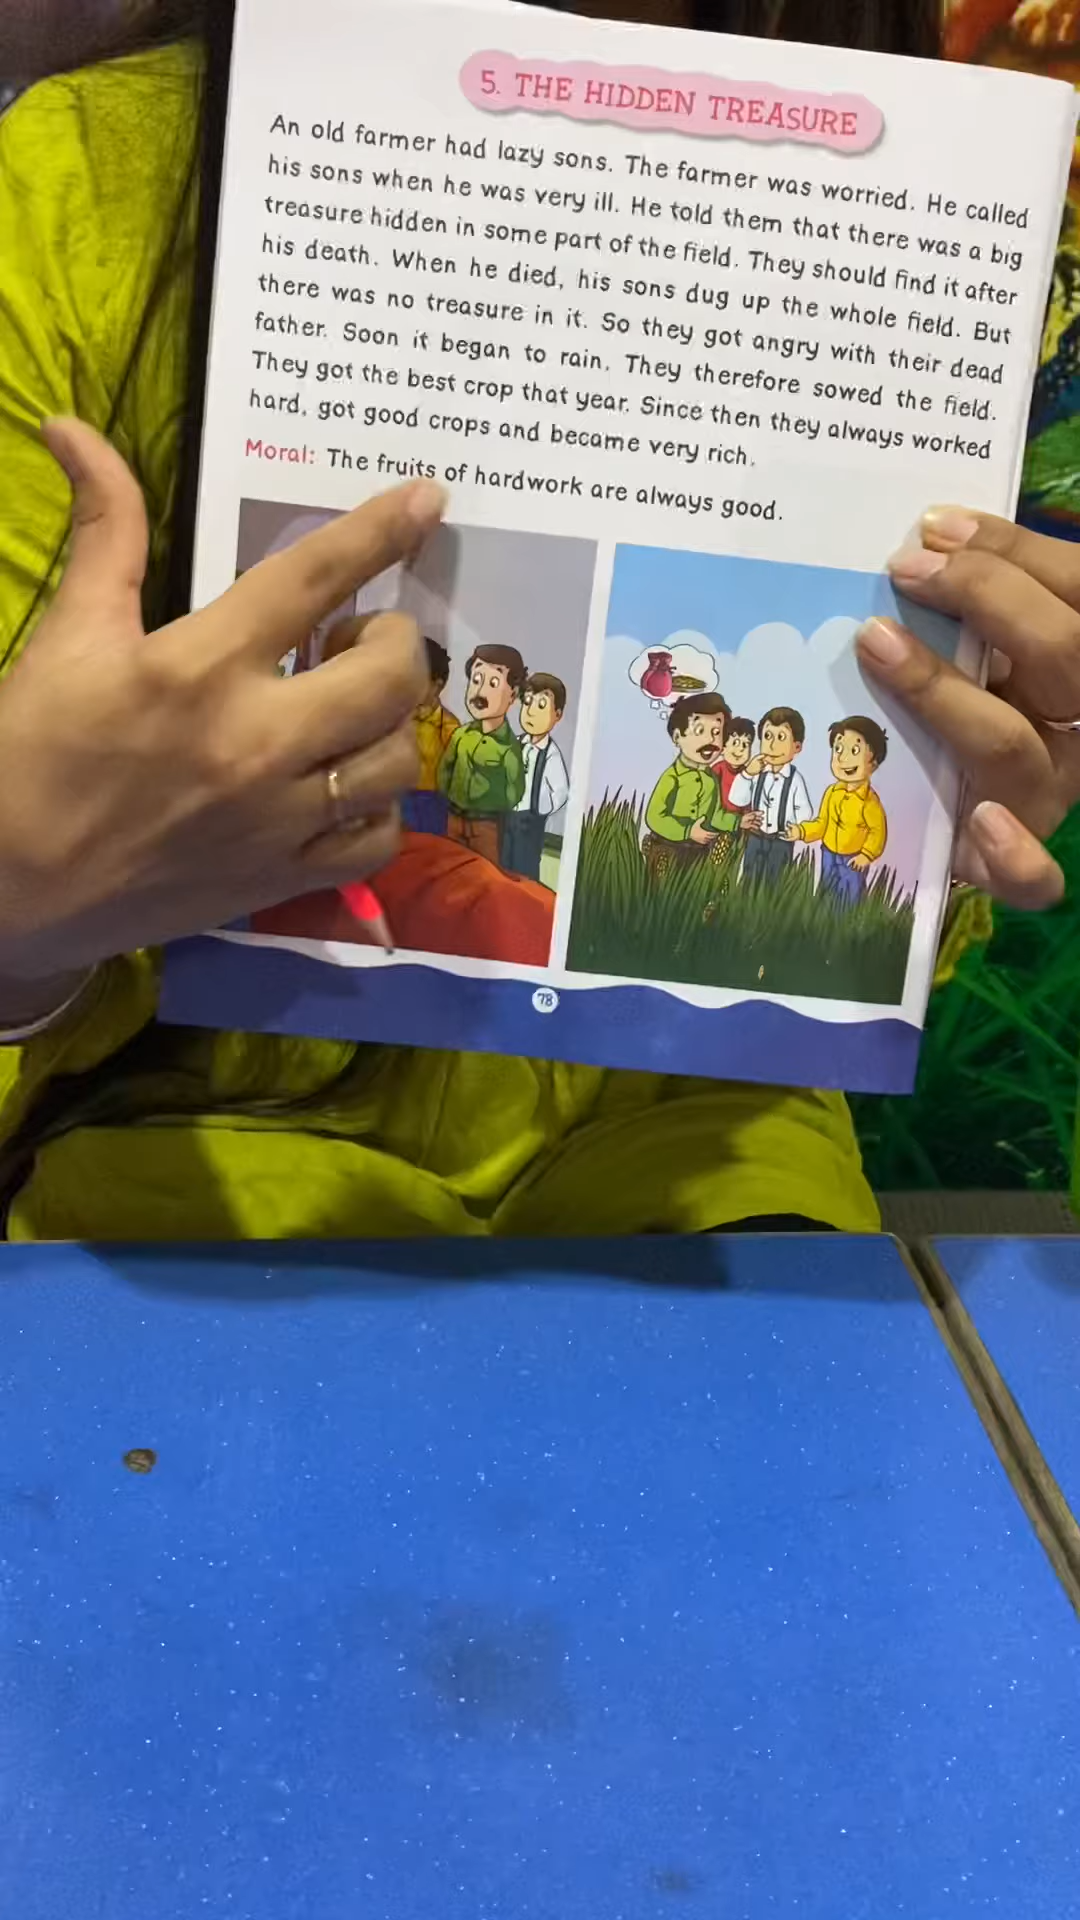 5. THE HIDDEN TREASURE
An old farmer had lazy sons. The farmer was worried. He called
his sons when he was very ill. He told them that there was a big
treasure hidden in some part of the field. They should find it after
his death. When he died, his sons dug up the whole field. But
there was no treasure in it. So they got angry with their dead
father. Soon it began to rain. They therefore sowed the field.
They got the best crop that year. Since then they always worked
hard, got good crops and became very rich.
Moral: The fruits of hardwork are always good.
78